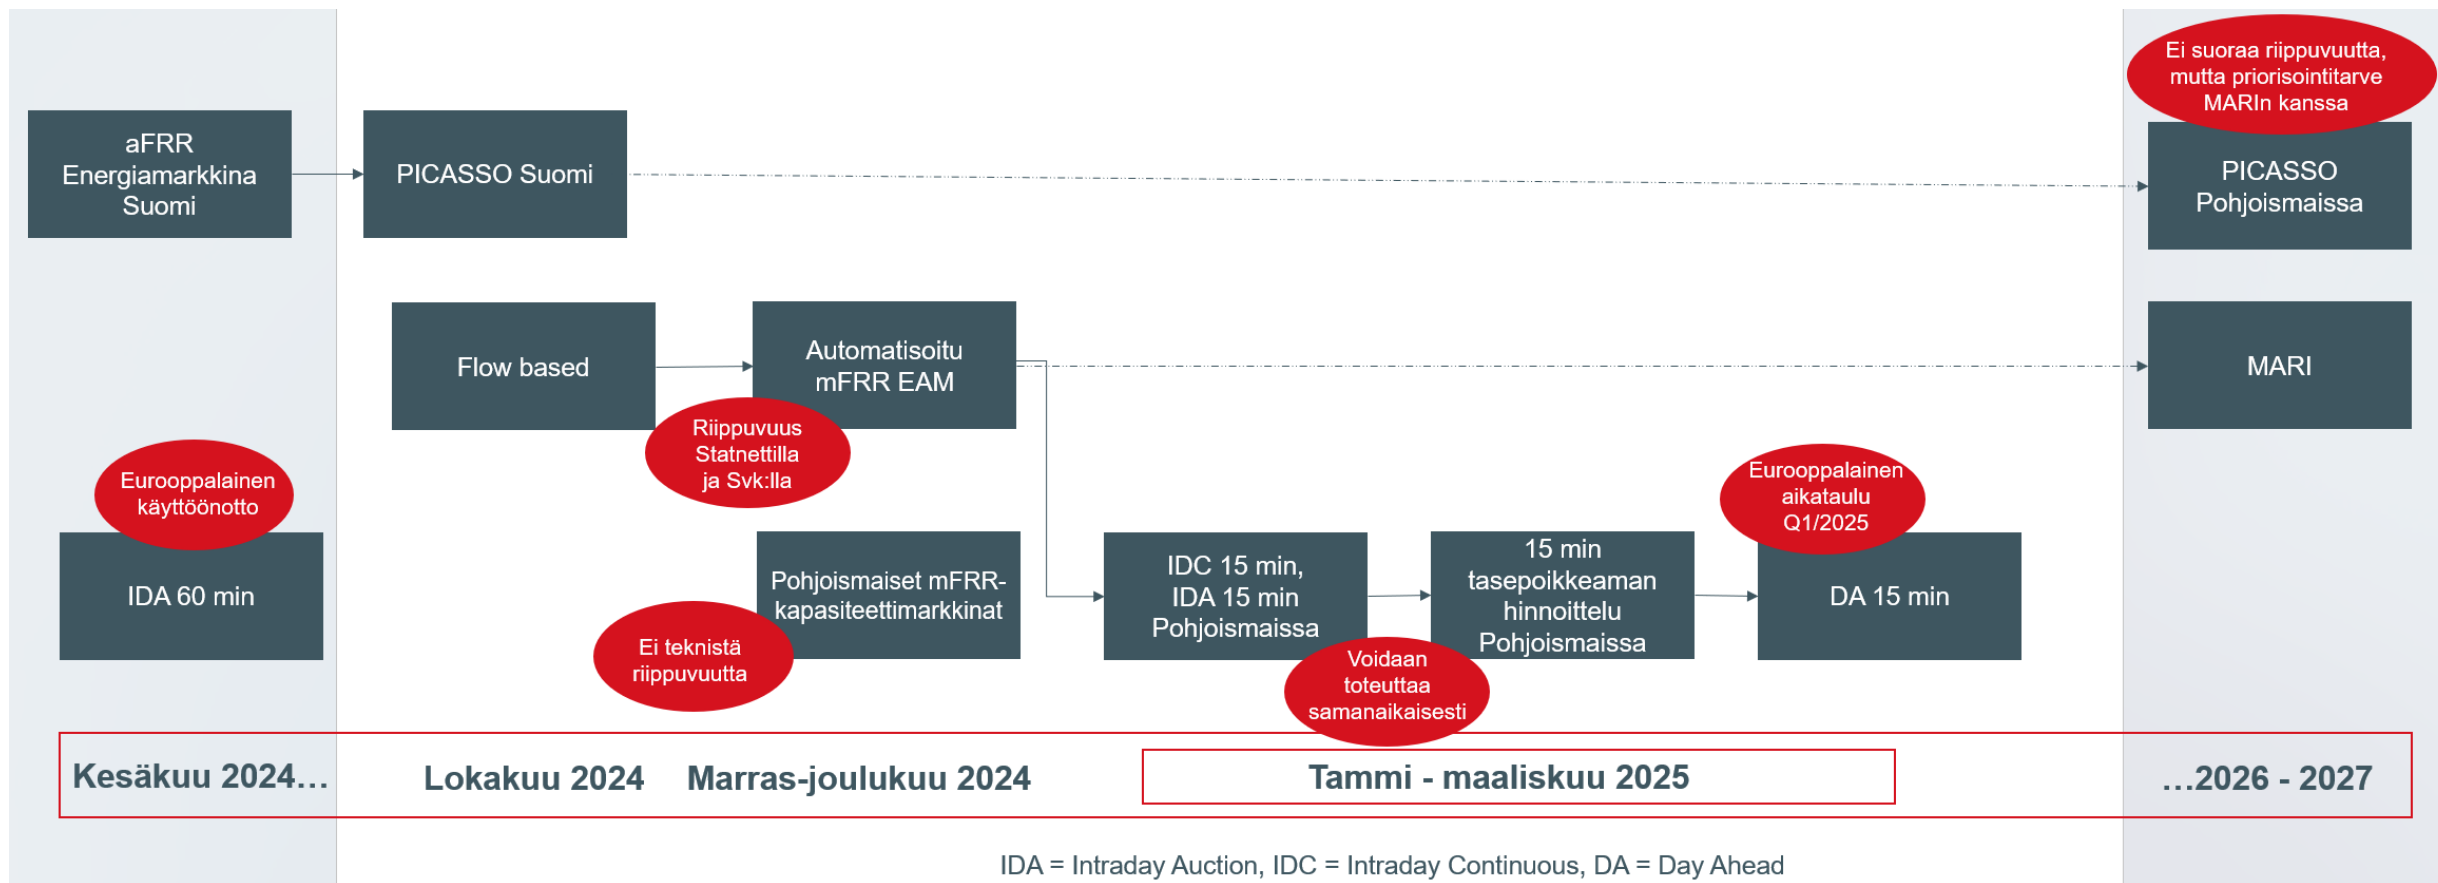 Ei suoraa riippuvuutta,
mutta priorisointitarve
MARIn kanssa
aFRR
Energiamarkkina
Suomi
PICASSO Suomi
PICASSO
Pohjoismaissa
Flow based
Automatisoitu
mFRR EAM
MARI
Riippuvuus
Statnettilla
ja Svk:lla
Eurooppalainen
käyttöönotto
Eurooppalainen
aikataulu
Q1/2025
IDA 60 min
Pohjoismaiset mFRR-
kapasiteettimarkkinat
Ei teknistä
riippuvuutta
IDC 15 min,
IDA 15 min
Pohjoismaissa
15 min
tasepoikkeaman
hinnoittelu
Pohjoismaissa
DA 15 min
Voidaan
toteuttaa
samanaikaisesti
Kesäkuu 2024…
Lokakuu 2024
Marras-joulukuu 2024
Tammi - maaliskuu 2025
…2026 - 2027
IDA = Intraday Auction, IDC = Intraday Continuous, DA = Day Ahead